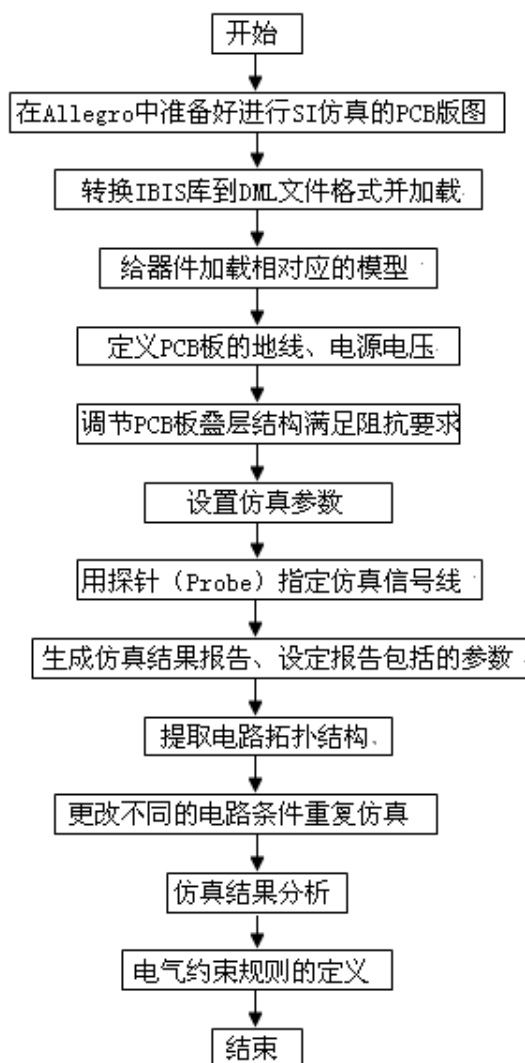 开始
在Allegro中准备好进行SI仿真的PCB版图
转换IBIS库到DML文件格式并加载
给器件加载相对应的模型
定义PCB板的地线、电源电压
调节PCB板叠层结构满足阻抗要求
设置仿真参数
用探针（Probe）指定仿真信号线
生成仿真结果报告、设定报告包括的参数
提取电路拓扑结构
更改不同的电路条件重复仿真
仿真结果分析
电气约束规则的定义
结束